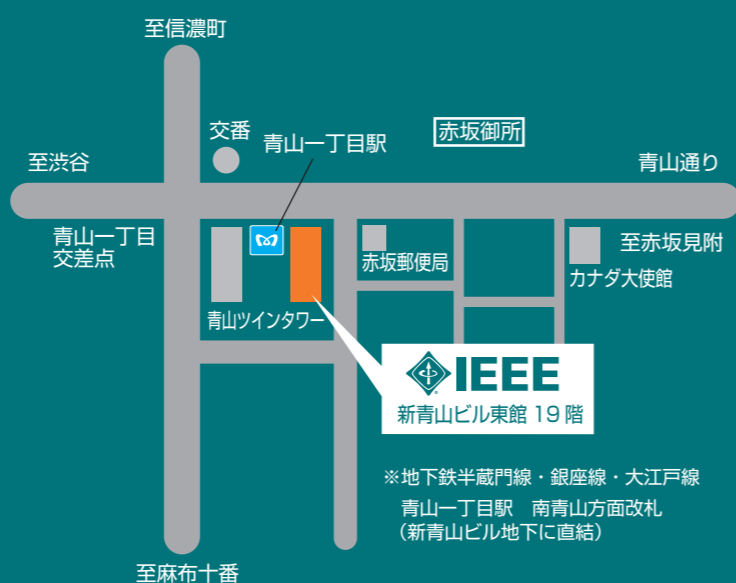 至信濃町
交番
青山一丁目駅
赤坂御所
至渋谷
青山通り
青山一丁目
交差点
赤坂郵便局
至赤坂見附
カナダ大使館
青山ツインタワー
IEEE
新青山ビル東館 19 階
※地下鉄半蔵門線・銀座線・大江戸線
青山一丁目駅　南青山方面改札
（新青山ビル地下に直結）
至麻布十番